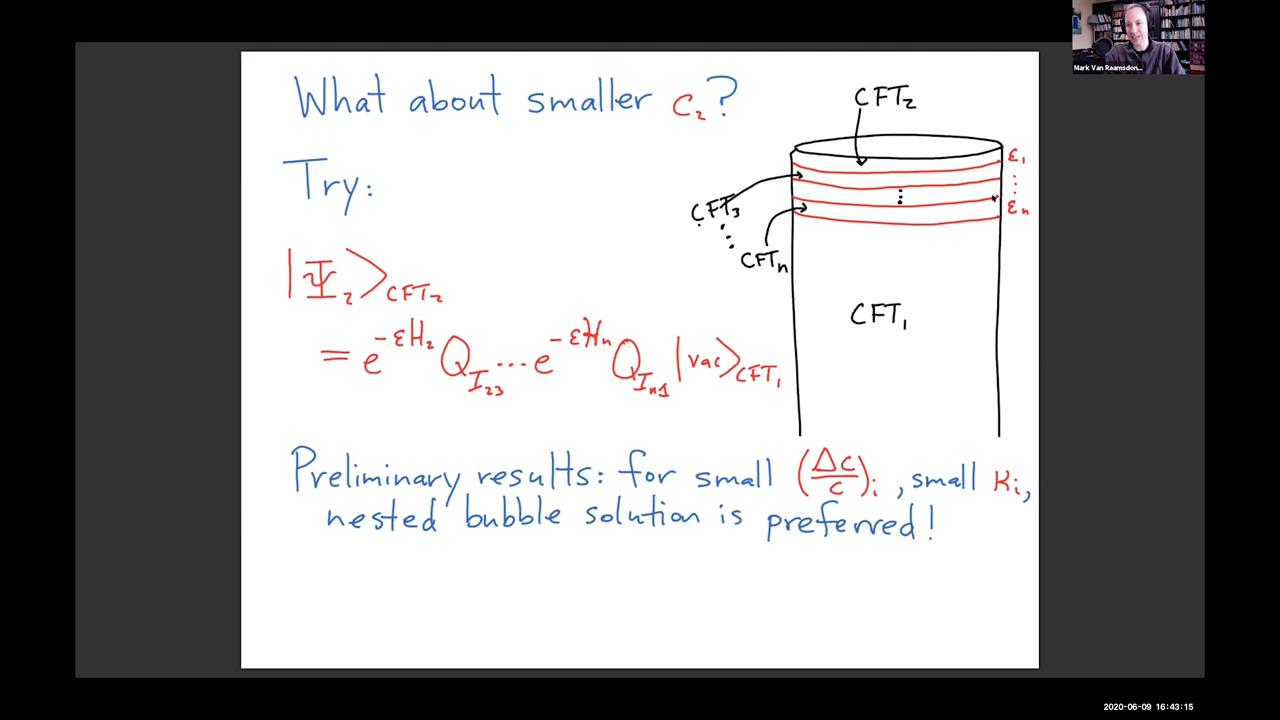 What about smaller C₂?
Try:
|Ψ₂⟩_CFT₂
= e^{-εH₂} Q_{I₂₃} ... e^{-εHₙ} Q_{Iₙ₁} |vac⟩_CFT₁
Preliminary results: for small (Δc/c)ᵢ, small κᵢ,
nested bubble solution is preferred!
CFT₂
ε₁
⋮
εₙ
CFT₃
⋮
CFTₙ
CFT₁
Mark Van Raamsdon...
2020-06-09 16:43:15